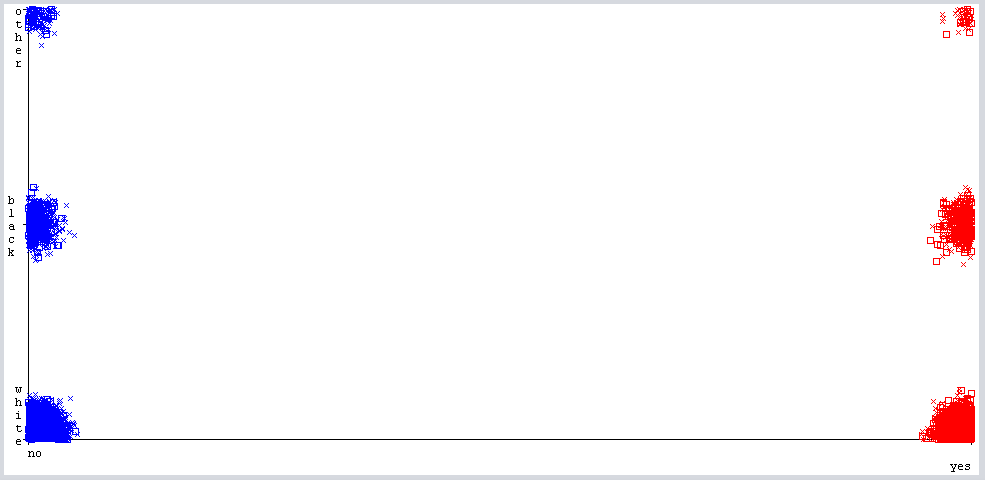 other
black
White
no
yes